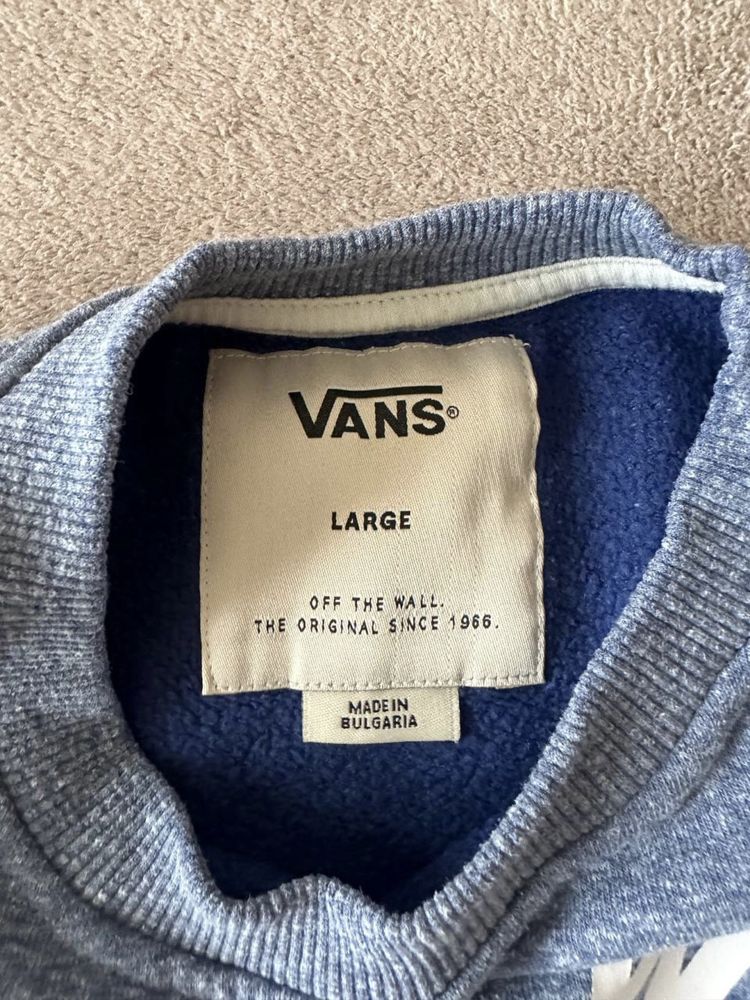 VANS®
LARGE
OFF THE WALL.
THE ORIGINAL SINCE 1966.
MADE IN
BULGARIA